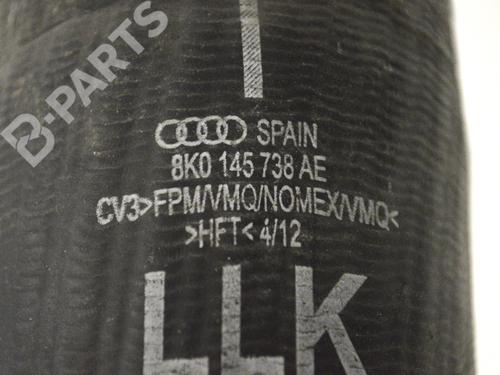 B-PARTS
SPAIN
8K0 145 738 AE
CV3>FPM/VMQ/NOMEX/VMQ<
>HFT< 4/12
LLK